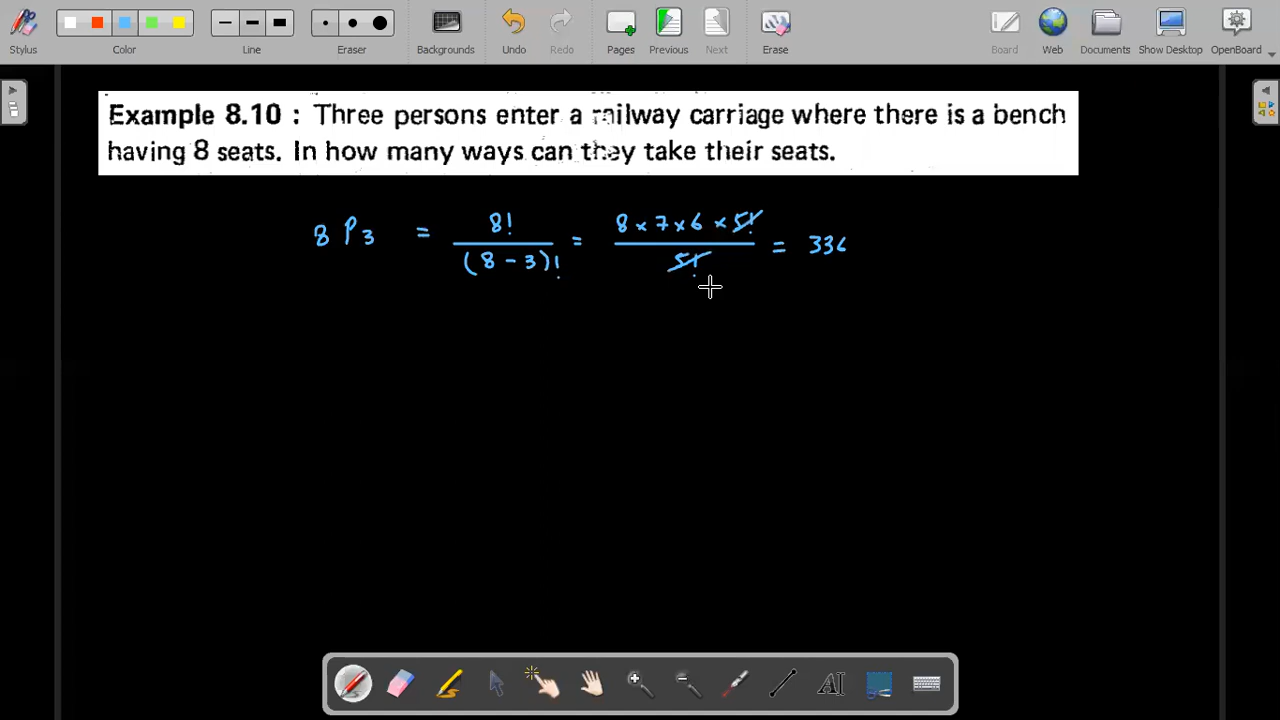 Stylus Color Line Eraser Backgrounds Undo Redo Pages Previous Next Erase Board Web Documents Show Desktop OpenBoard
Example 8.10 : Three persons enter a railway carriage where there is a bench
having 8 seats. In how many ways can they take their seats.
8 P 3 = 8! / (8 - 3)! = 8 × 7 × 6 × 5! / 5! = 336